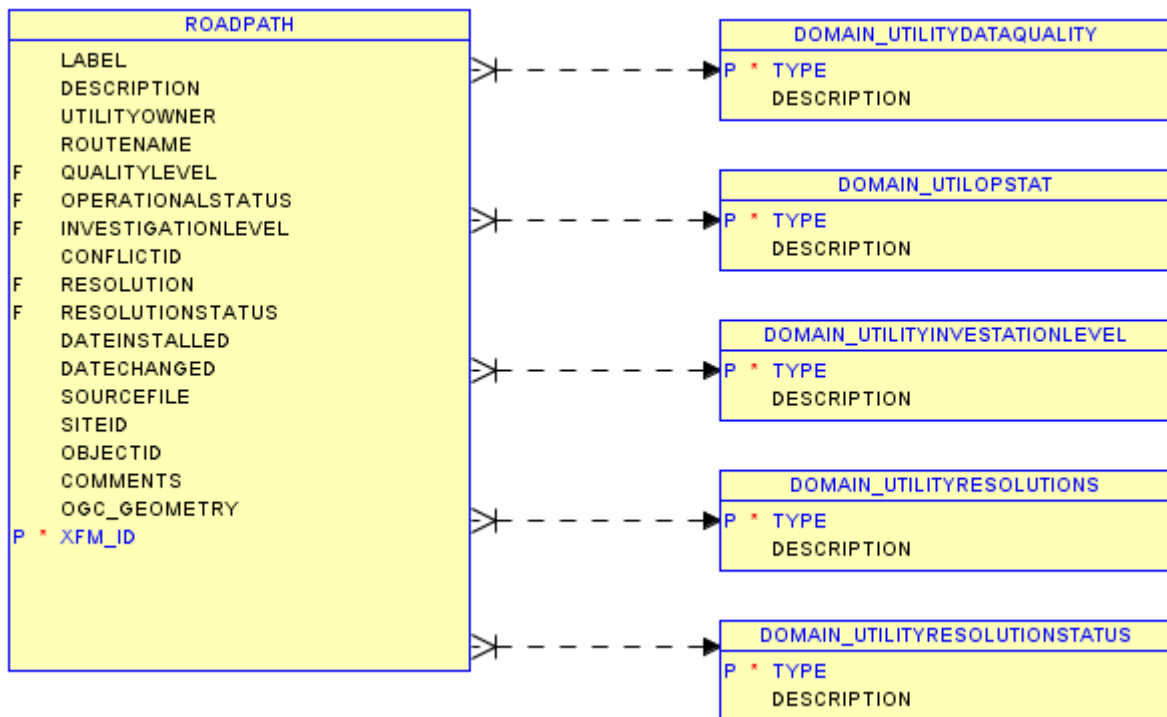 ROADPATH
LABEL
DESCRIPTION
UTILITYOWNER
ROUTENAME
F QUALITYLEVEL
F OPERATIONALSTATUS
F INVESTIGATIONLEVEL
CONFLICTID
F RESOLUTION
F RESOLUTIONSTATUS
DATEINSTALLED
DATECHANGED
SOURCEFILE
SITEID
OBJECTID
COMMENTS
OGC_GEOMETRY
P * XFM_ID
DOMAIN_UTILITYDATAQUALITY
P * TYPE
DESCRIPTION
DOMAIN_UTILOPSTAT
P * TYPE
DESCRIPTION
DOMAIN_UTILITYINVESTATIONLEVEL
P * TYPE
DESCRIPTION
DOMAIN_UTILITYRESOLUTIONS
P * TYPE
DESCRIPTION
DOMAIN_UTILITYRESOLUTIONSTATUS
P * TYPE
DESCRIPTION